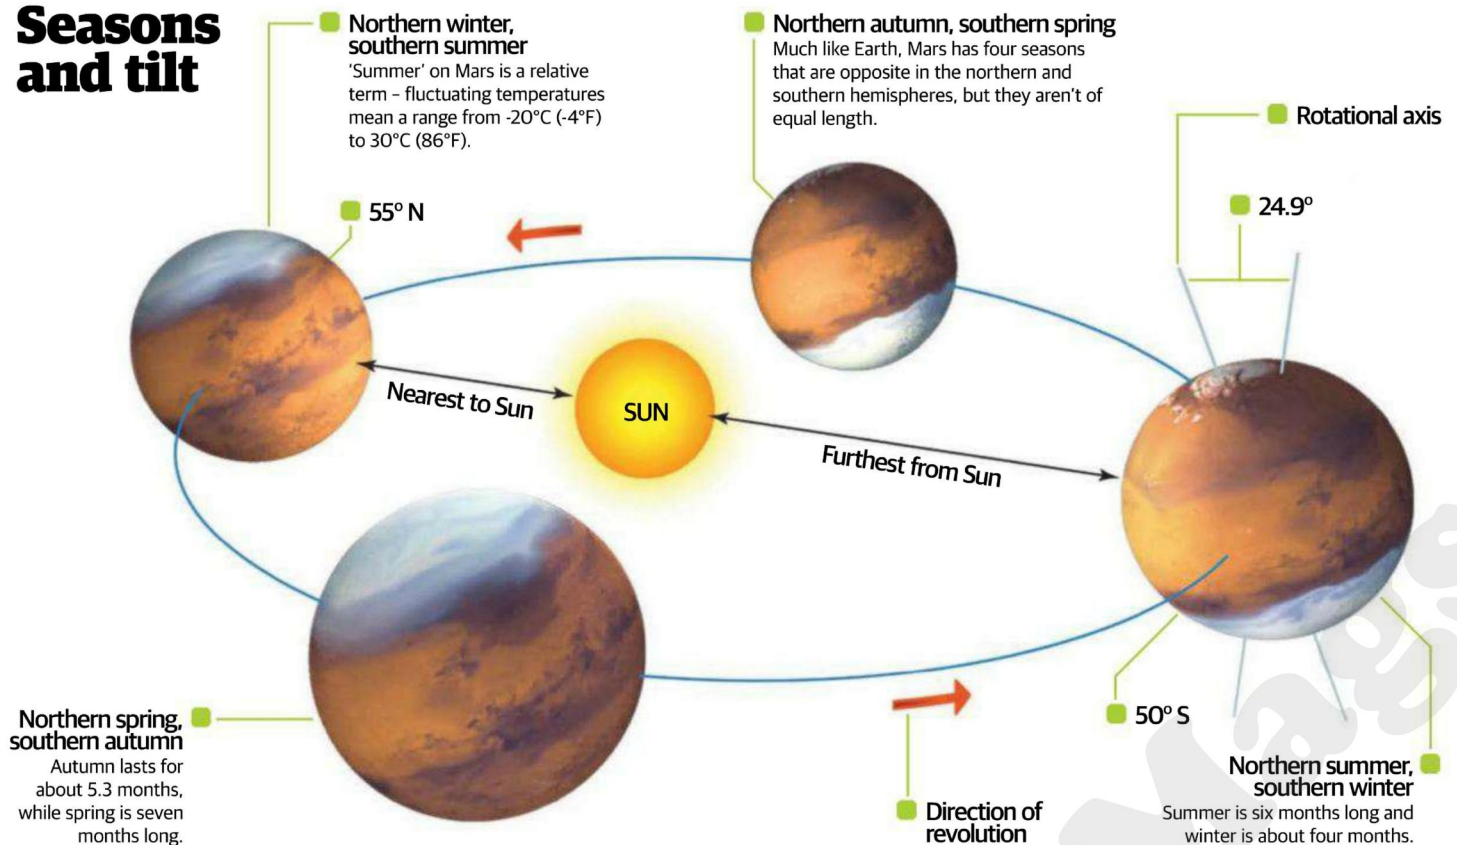 Seasons
and tilt
Northern winter,
southern summer
'Summer' on Mars is a relative
term – fluctuating temperatures
mean a range from -20°C (-4°F)
to 30°C (86°F).
55° N
Northern autumn, southern spring
Much like Earth, Mars has four seasons
that are opposite in the northern and
southern hemispheres, but they aren't of
equal length.
Rotational axis
24.9°
Nearest to Sun
SUN
Furthest from Sun
Northern spring,
southern autumn
Autumn lasts for
about 5.3 months,
while spring is seven
months long.
Direction of
revolution
50° S
Northern summer,
southern winter
Summer is six months long and
winter is about four months.